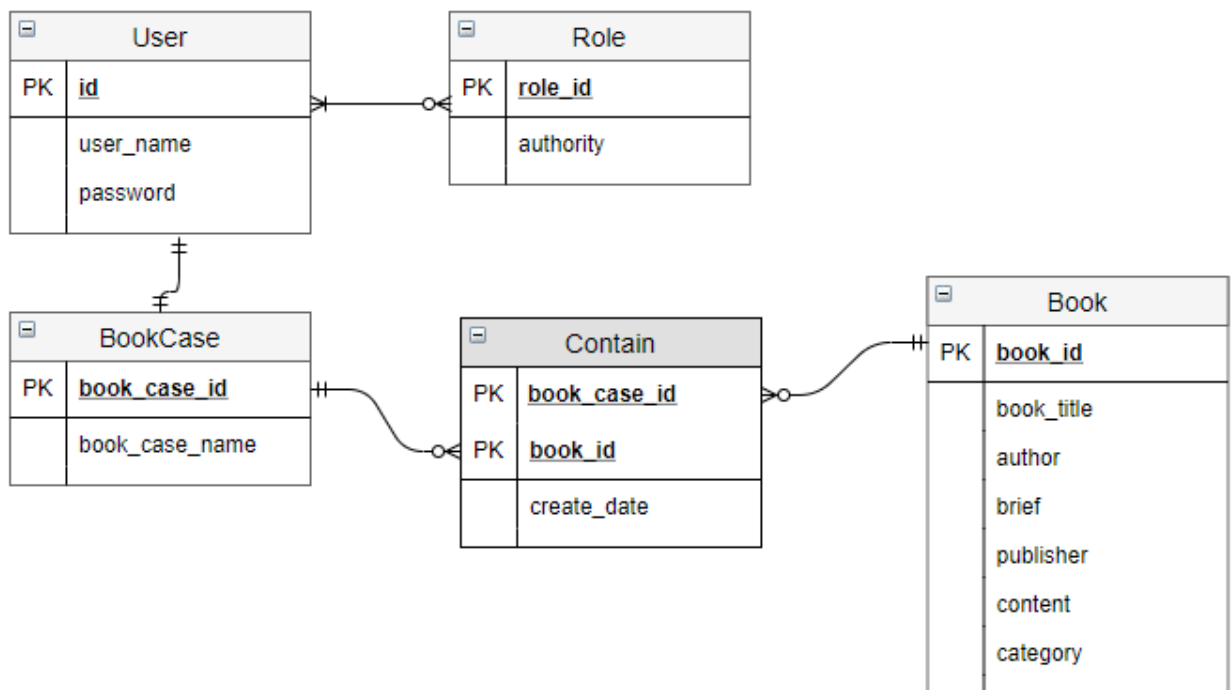 User
PK id
user_name
password
Role
PK role_id
authority
BookCase
PK book_case_id
book_case_name
Contain
PK book_case_id
PK book_id
create_date
Book
PK book_id
book_title
author
brief
publisher
content
category